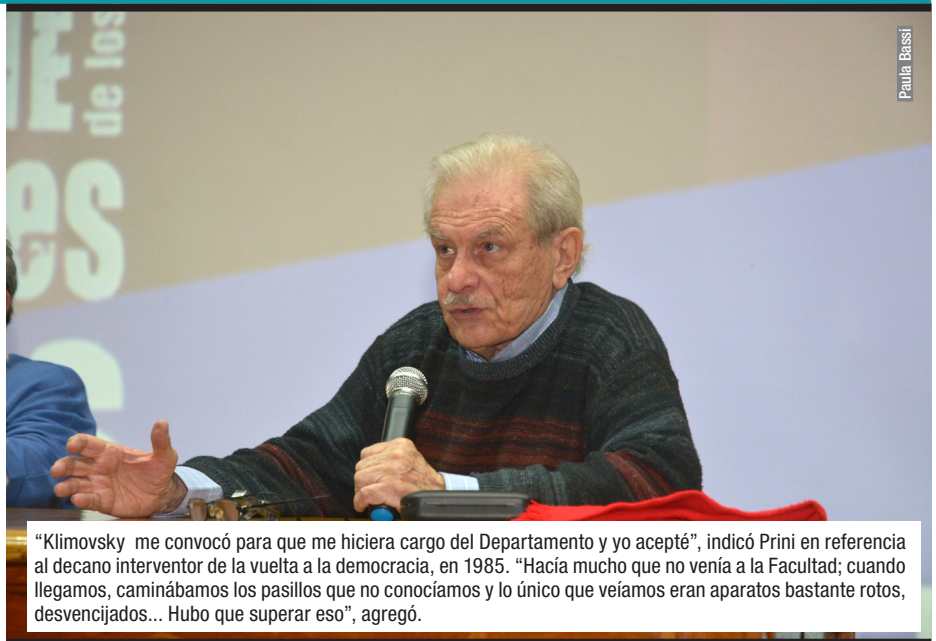 de los
es
Paula Bassi
“Klimovsky me convocó para que me hiciera cargo del Departamento y yo acepté”, indicó Prini en referencia
al decano interventor de la vuelta a la democracia, en 1985. “Hacía mucho que no venía a la Facultad; cuando
llegamos, caminábamos los pasillos que no conocíamos y lo único que veíamos eran aparatos bastante rotos,
desvencijados... Hubo que superar eso”, agregó.